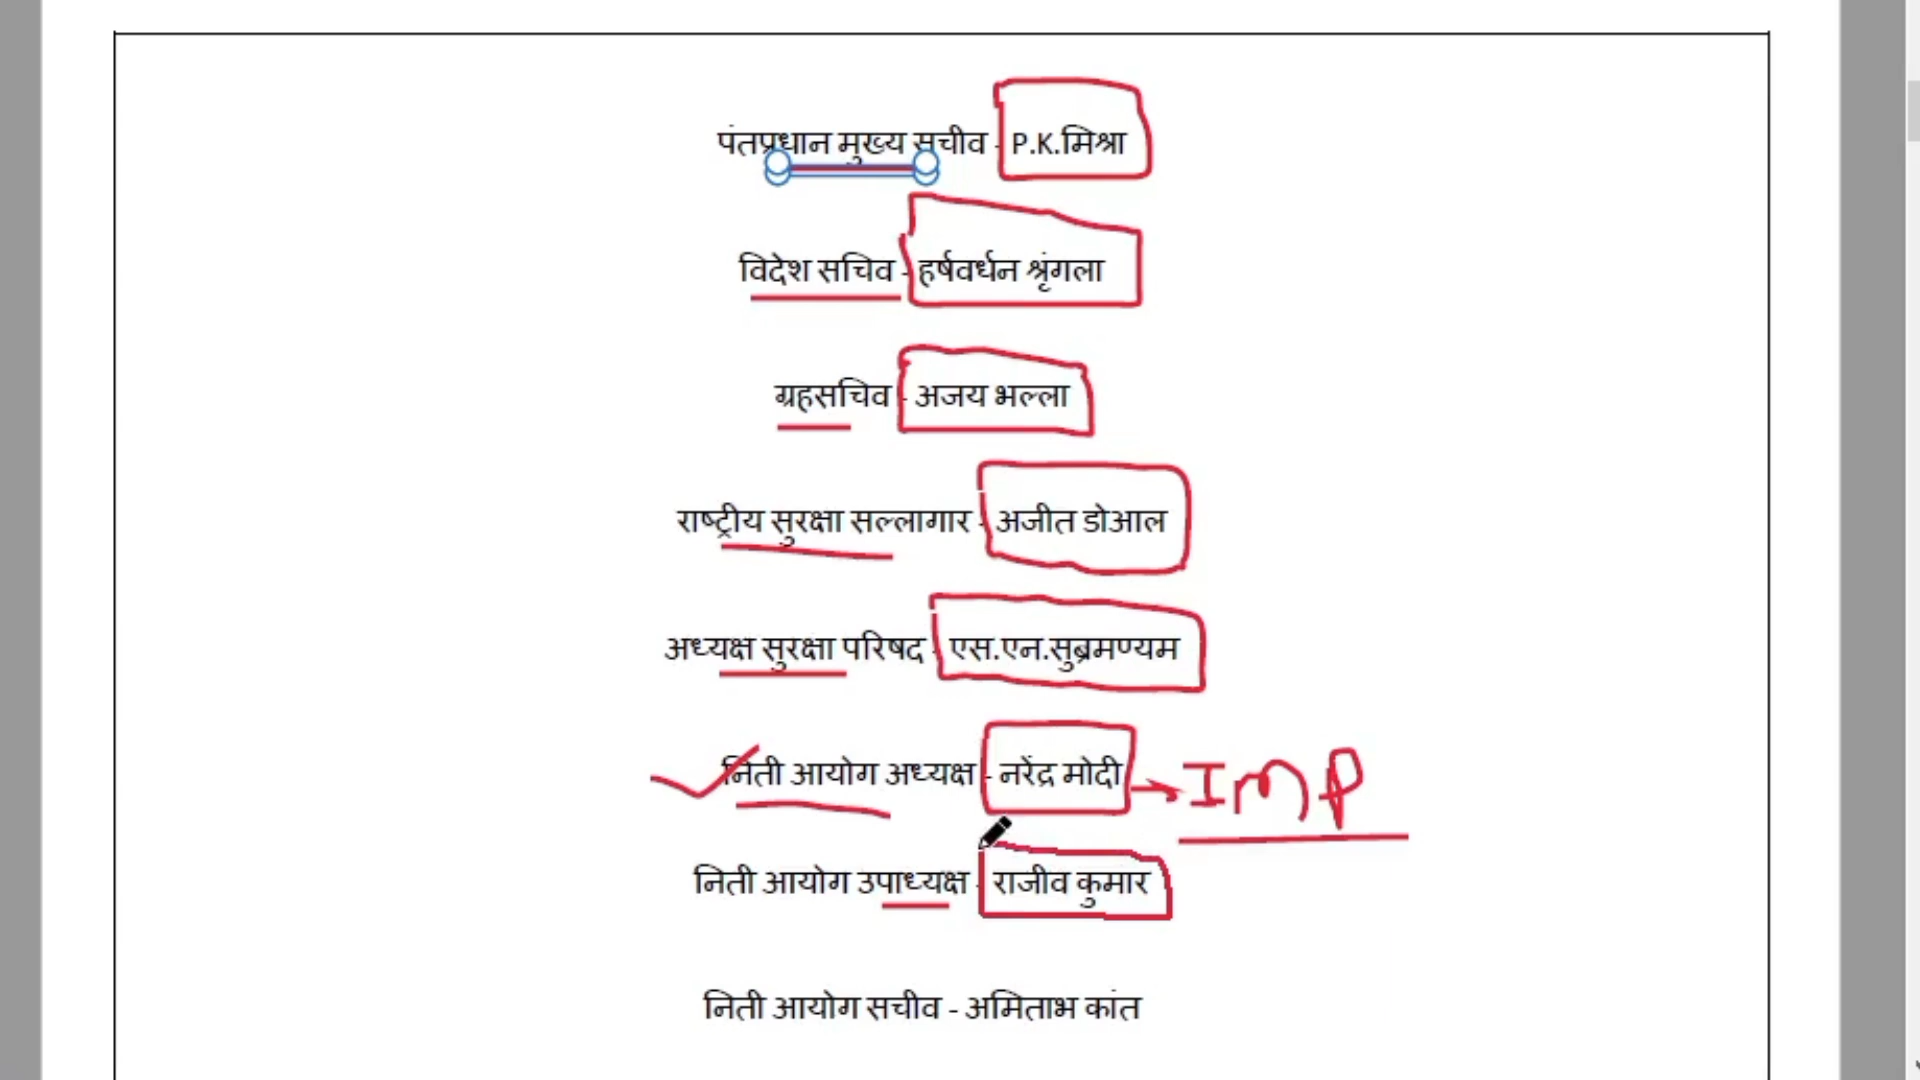 पंतप्रधान मुख्य सचीव - P.K.मिश्रा
विदेश सचिव - हर्षवर्धन श्रृंगला
ग्रहसचिव - अजय भल्ला
राष्ट्रीय सुरक्षा सल्लागार - अजीत डोआल
अध्यक्ष सुरक्षा परिषद - एस.एन.सुब्रमण्यम
निती आयोग अध्यक्ष - नरेंद्र मोदी → IMP
निती आयोग उपाध्यक्ष - राजीव कुमार
निती आयोग सचीव - अमिताभ कांत